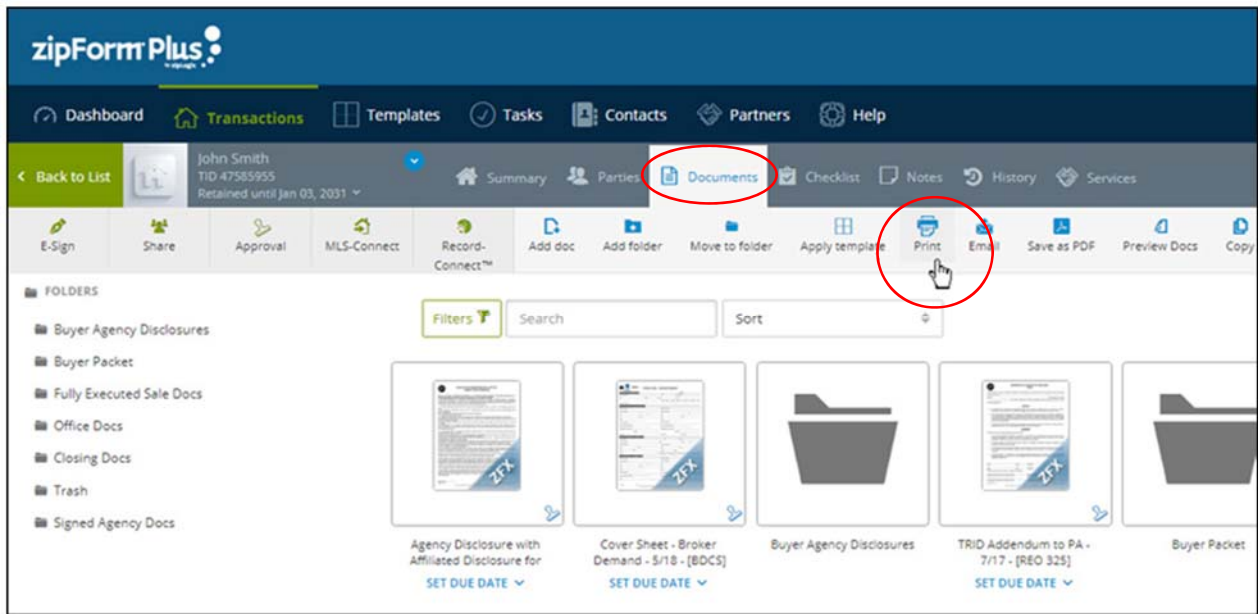 zipForm Plus
by zipLogix
Dashboard Transactions Templates Tasks Contacts Partners Help
< Back to List
John Smith
TID 47585955
Retained until Jan 03, 2031
Summary Parties Documents Checklist Notes History Services
E-Sign Share Approval MLS-Connect Record-Connect™ Add doc Add folder Move to folder Apply template Print Email Save as PDF Preview Docs Copy
FOLDERS
Buyer Agency Disclosures
Buyer Packet
Fully Executed Sale Docs
Office Docs
Closing Docs
Trash
Signed Agency Docs
Filters Search Sort
ZFX ZFX ZFX
Agency Disclosure with
Affiliated Disclosure for
SET DUE DATE
Cover Sheet - Broker
Demand - 5/18 - [BDCS]
SET DUE DATE
Buyer Agency Disclosures
TRID Addendum to PA -
7/17 - [REO 325]
SET DUE DATE
Buyer Packet